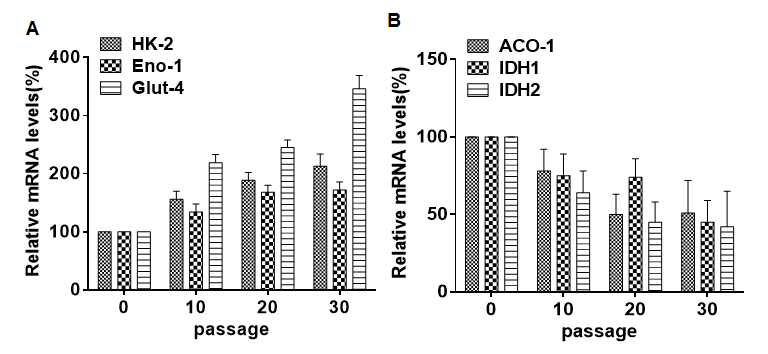 A
HK-2
Eno-1
Glut-4
Relative mRNA levels(%)
400
300
200
100
0
0 10 20 30
passage
B
ACO-1
IDH1
IDH2
Relative mRNA levels(%)
150
100
50
0
0 10 20 30
passage